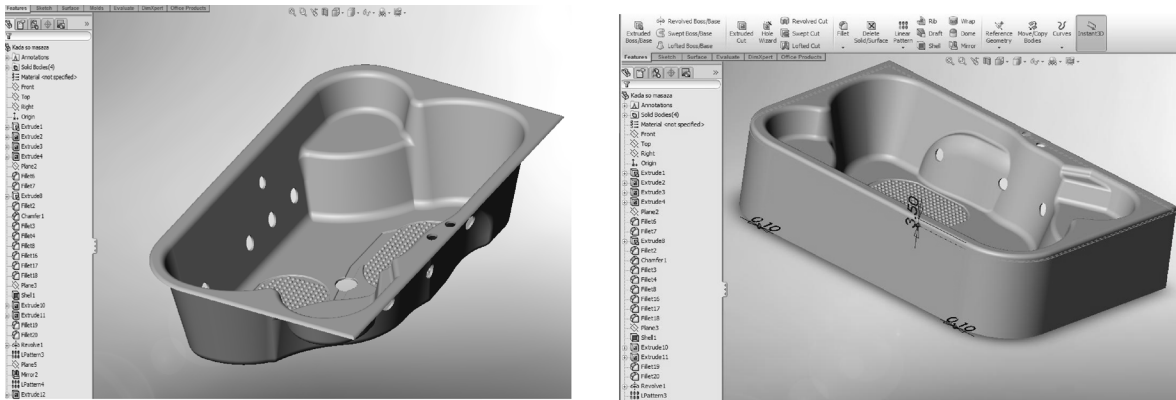 Features Sketch Surface Molds Evaluate DimXpert Office Products
Kada so masaza
Annotations
Solid Bodies(4)
Material <not specified>
Front
Top
Right
Origin
Extrude1
Extrude2
Extrude3
Extrude4
Plane2
Fillet6
Fillet7
Extrude8
Fillet2
Chamfer1
Fillet3
Fillet4
Fillet8
Fillet16
Fillet17
Fillet18
Plane3
Shell1
Extrude10
Extrude11
Fillet19
Fillet20
Revolve1
LPattern3
Plane5
Mirror2
LPattern4
Extrude12
Extruded Boss/Base
Revolved Boss/Base
Swept Boss/Base
Lofted Boss/Base
Extruded Cut
Hole Wizard
Revolved Cut
Swept Cut
Lofted Cut
Fillet
Delete Solid/Surface
Linear Pattern
Rib
Draft
Shell
Wrap
Dome
Mirror
Reference Geometry
Move/Copy Bodies
Curves
Instant3D
Features Sketch Surface Evaluate DimXpert Office Products
Kada so masaza
Annotations
Solid Bodies(4)
Material <not specified>
Front
Top
Right
Origin
Extrude1
Extrude2
Extrude3
Extrude4
Plane2
Fillet6
Fillet7
Extrude8
Fillet2
Chamfer1
Fillet3
Fillet4
Fillet8
Fillet16
Fillet17
Fillet18
Plane3
Shell1
Extrude10
Extrude11
Fillet19
Fillet20
Revolve1
LPattern3
0.10
0.10